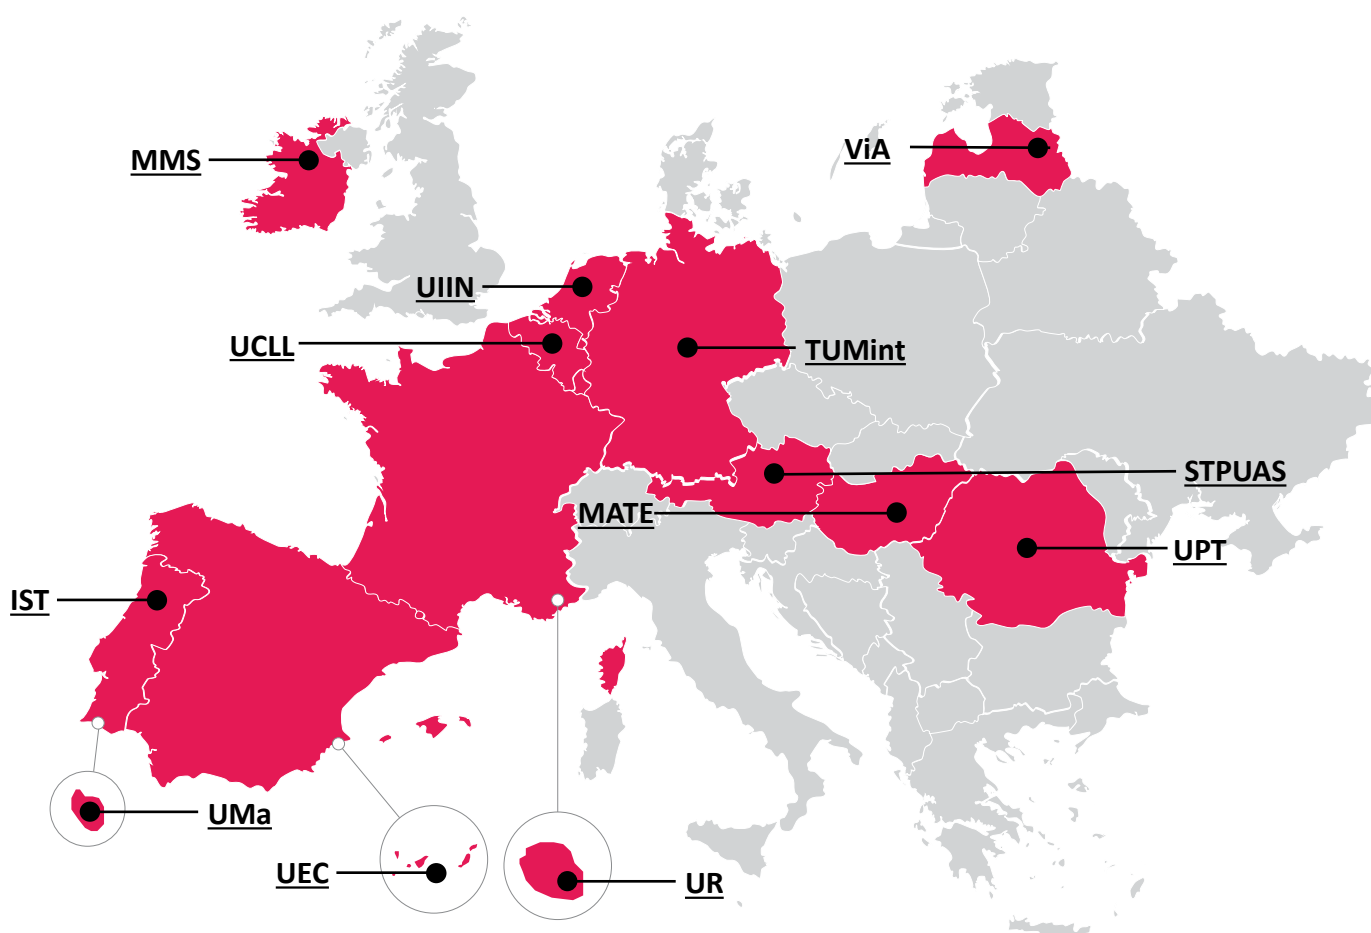 ViA
MMS
UIIN
UCLL
TUMint
STPUAS
MATE
UPT
IST
UMa
UEC
UR